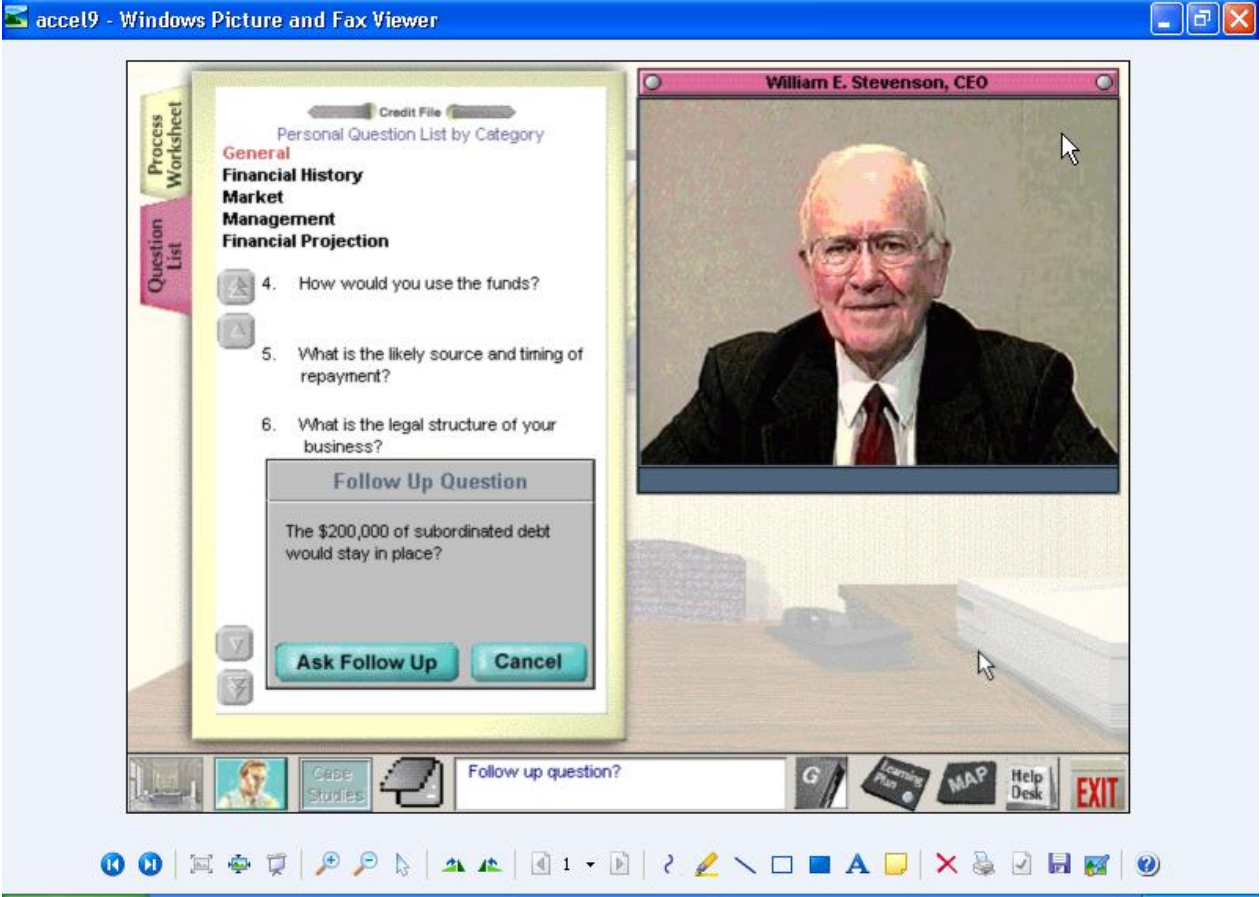 accel9 - Windows Picture and Fax Viewer
Process
Worksheet
Question
List
Credit File
Personal Question List by Category
General
Financial History
Market
Management
Financial Projection
4. How would you use the funds?
5. What is the likely source and timing of
repayment?
6. What is the legal structure of your
business?
Follow Up Question
The $200,000 of subordinated debt
would stay in place?
Ask Follow Up
Cancel
William E. Stevenson, CEO
Case
Studies
Follow up question?
G
Learning
Plan
MAP
Help
Desk
EXIT
1
A